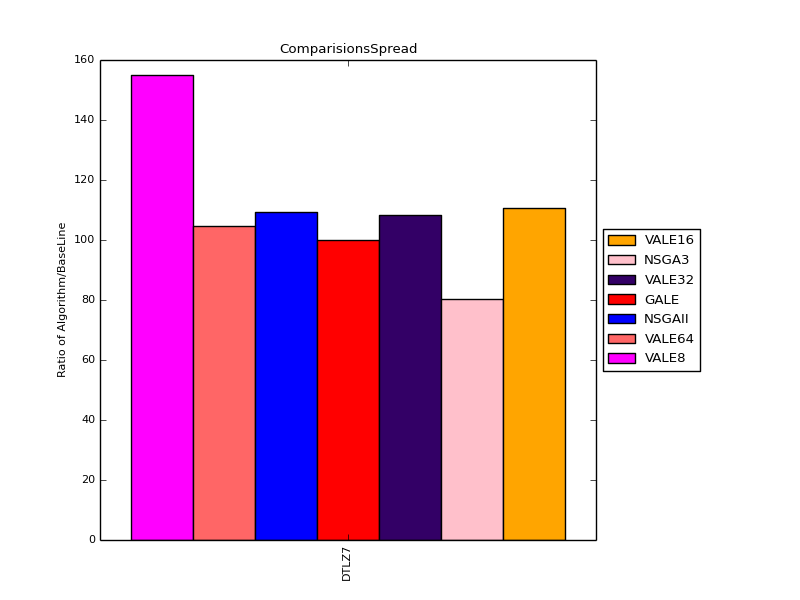 ComparisionsSpread
160
140
120
100
80
60
40
20
0
Ratio of Algorithm/BaseLine
DTLZ7
VALE16
NSGA3
VALE32
GALE
NSGAII
VALE64
VALE8